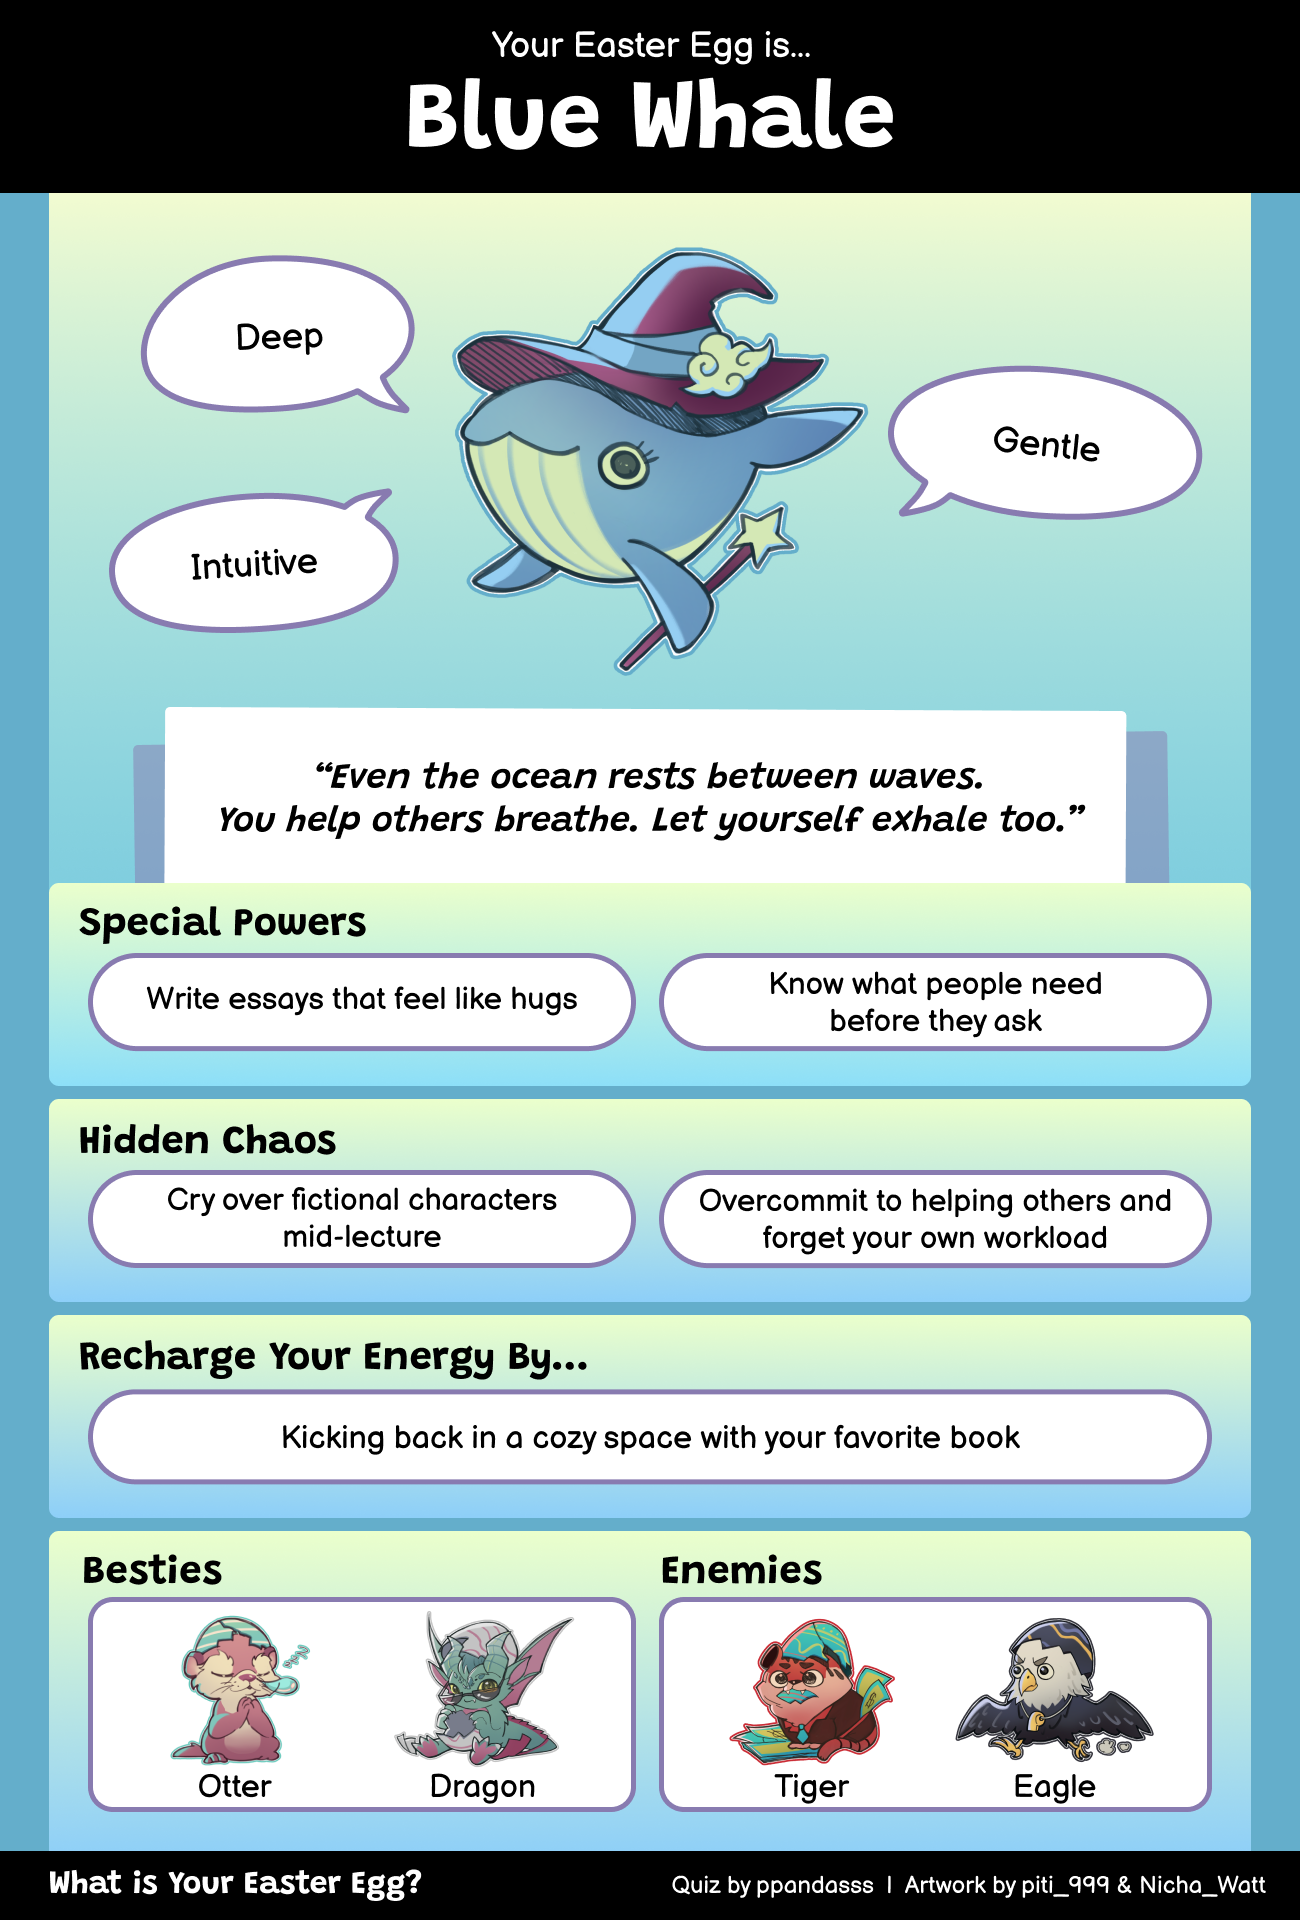 Your Easter Egg is...
Blue Whale
Deep
Gentle
Intuitive
“Even the ocean rests between waves.
You help others breathe. Let yourself exhale too.”
Special Powers
Write essays that feel like hugs
Know what people need
before they ask
Hidden Chaos
Cry over fictional characters
mid-lecture
Overcommit to helping others and
forget your own workload
Recharge Your Energy By...
Kicking back in a cozy space with your favorite book
Besties
Enemies
Otter
Dragon
Tiger
Eagle
What is Your Easter Egg?
Quiz by ppandasss | Artwork by piti_999 & Nicha_Watt